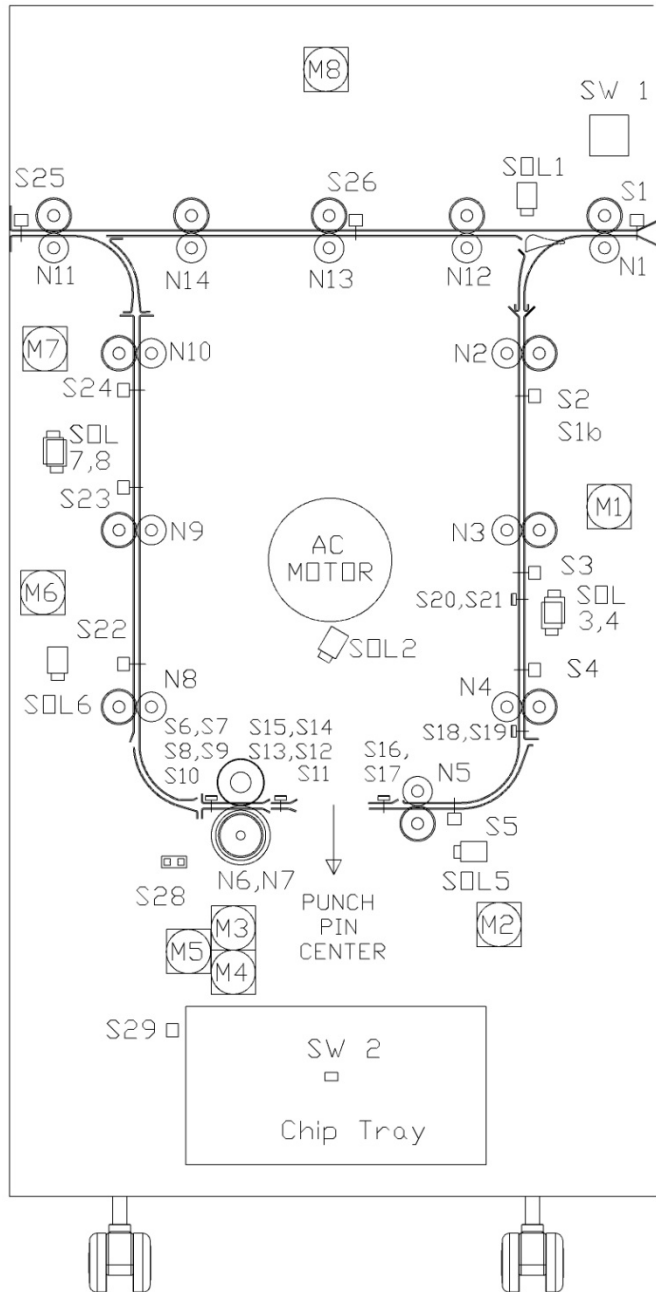 M8
SW 1
SOL1
S25
S26
S1
N11
N14
N13
N12
N1
M7
N10
N2
S24
S2
S1b
SOL
7,8
S23
M1
N9
AC
MOTOR
N3
S3
M6
S20,S21
SOL
3,4
S22
SOL2
S4
N8
N4
SOL6
S6,S7
S8,S9
S10
S15,S14
S13,S12
S11
S16,
S17
S18,S19
N5
S5
S28
N6,N7
PUNCH
PIN
CENTER
SOL5
M3
M5
M4
M2
S29
SW 2
Chip Tray